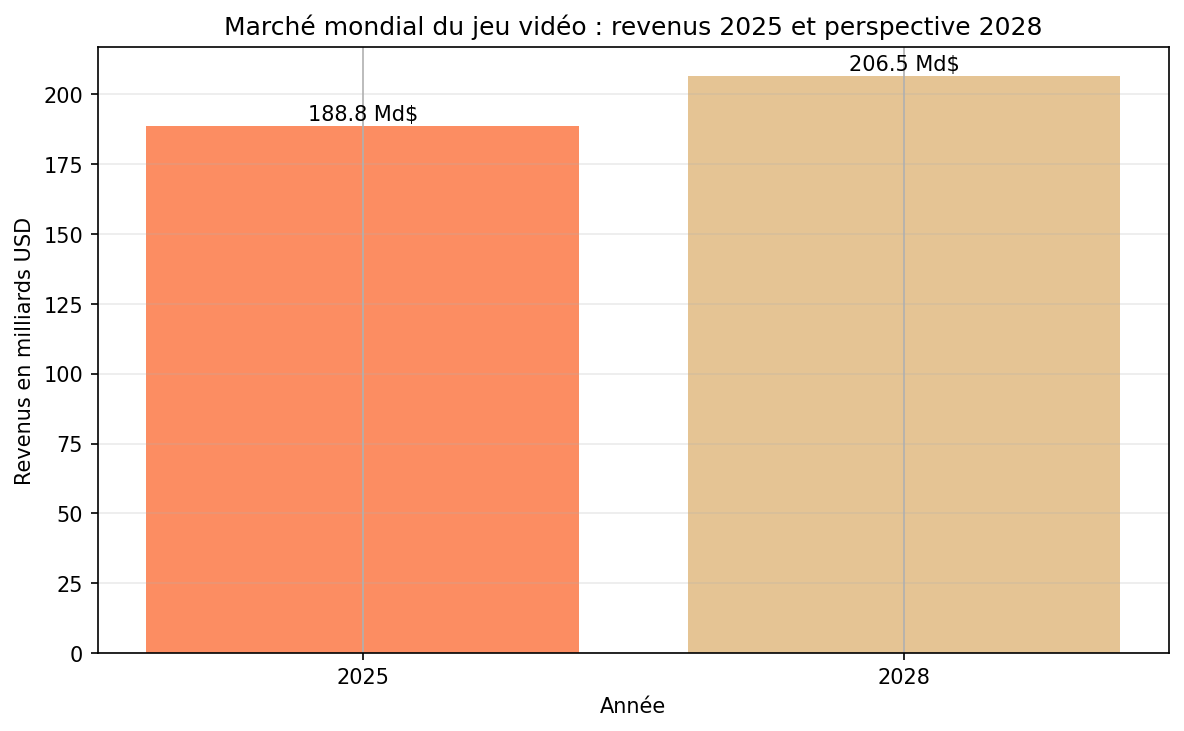 Marché mondial du jeu vidéo : revenus 2025 et perspective 2028
206.5 Md$
188.8 Md$
Revenus en milliards USD
200
175
150
125
100
75
50
25
0
2025
2028
Année